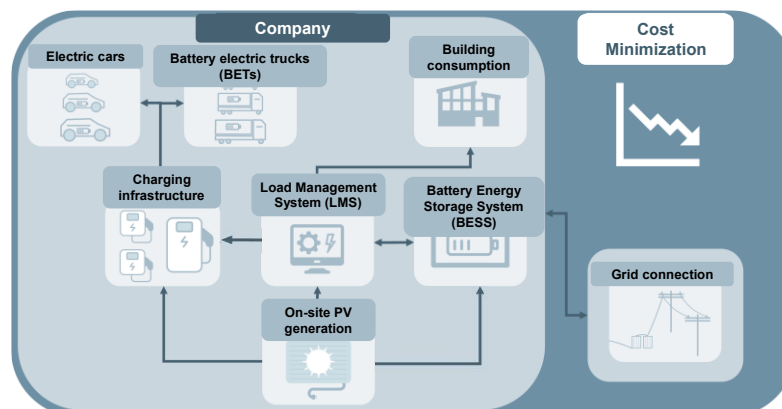 Company
Cost
Minimization
Electric cars
Battery electric trucks
(BETs)
Building
consumption
Charging
infrastructure
Load Management
System (LMS)
Battery Energy
Storage System
(BESS)
Grid connection
On-site PV
generation